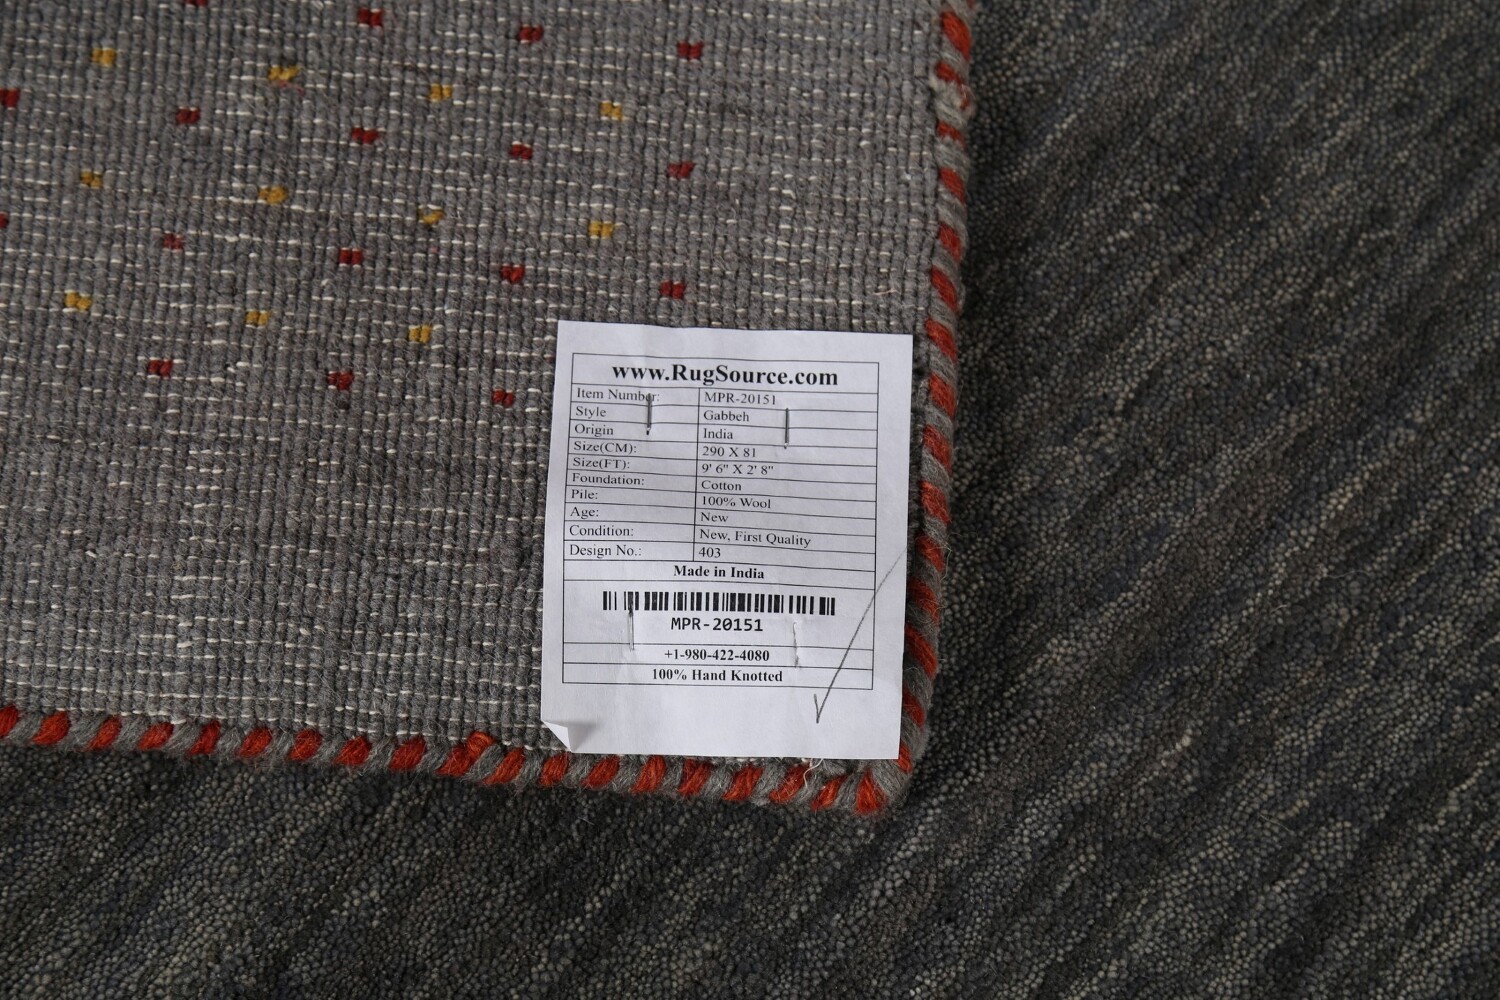 www.RugSource.com
Item Number: MPR-20151
Style Gabbeh
Origin India
Size(CM): 290 X 81
Size(FT): 9' 6" X 2' 8"
Foundation: Cotton
Pile: 100% Wool
Age: New
Condition: New, First Quality
Design No.: 403
Made in India
MPR-20151
+1-980-422-4080
100% Hand Knotted